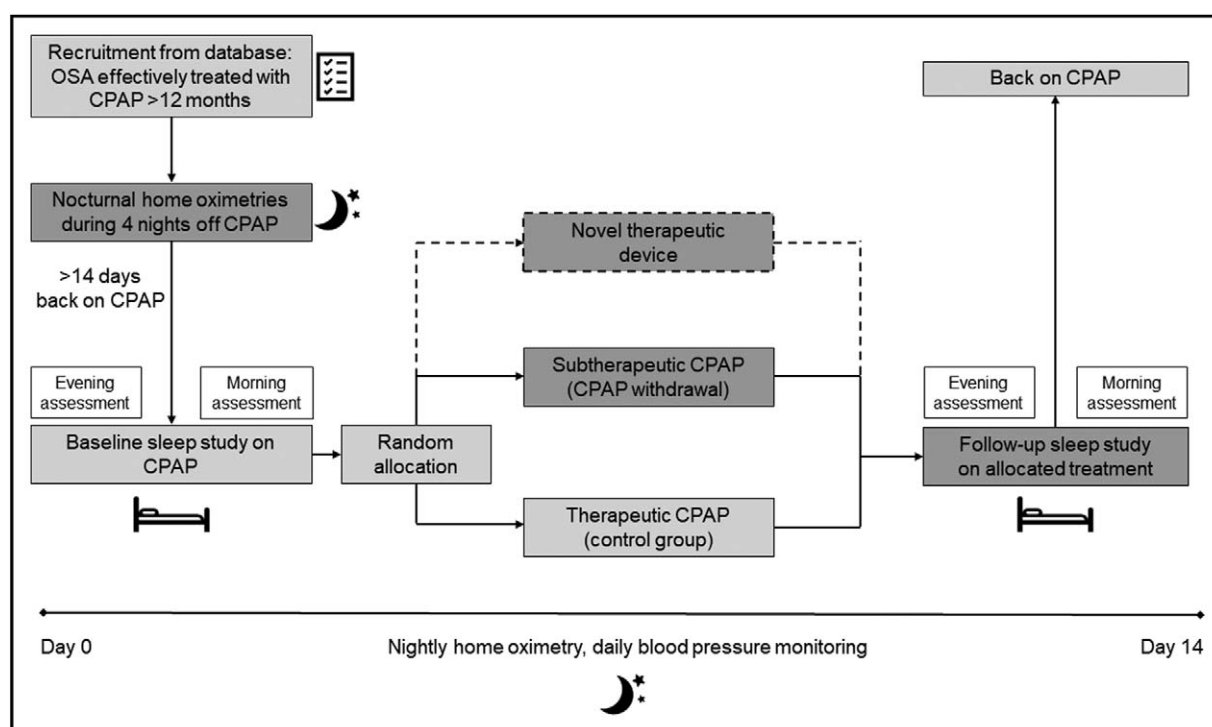 Recruitment from database:
OSA effectively treated with
CPAP >12 months
Nocturnal home oximetries
during 4 nights off CPAP
>14 days
back on CPAP
Evening
assessment
Morning
assessment
Baseline sleep study on
CPAP
Random
allocation
Novel therapeutic
device
Subtherapeutic CPAP
(CPAP withdrawal)
Therapeutic CPAP
(control group)
Back on CPAP
Evening
assessment
Morning
assessment
Follow-up sleep study
on allocated treatment
Day 0
Nightly home oximetry, daily blood pressure monitoring
Day 14